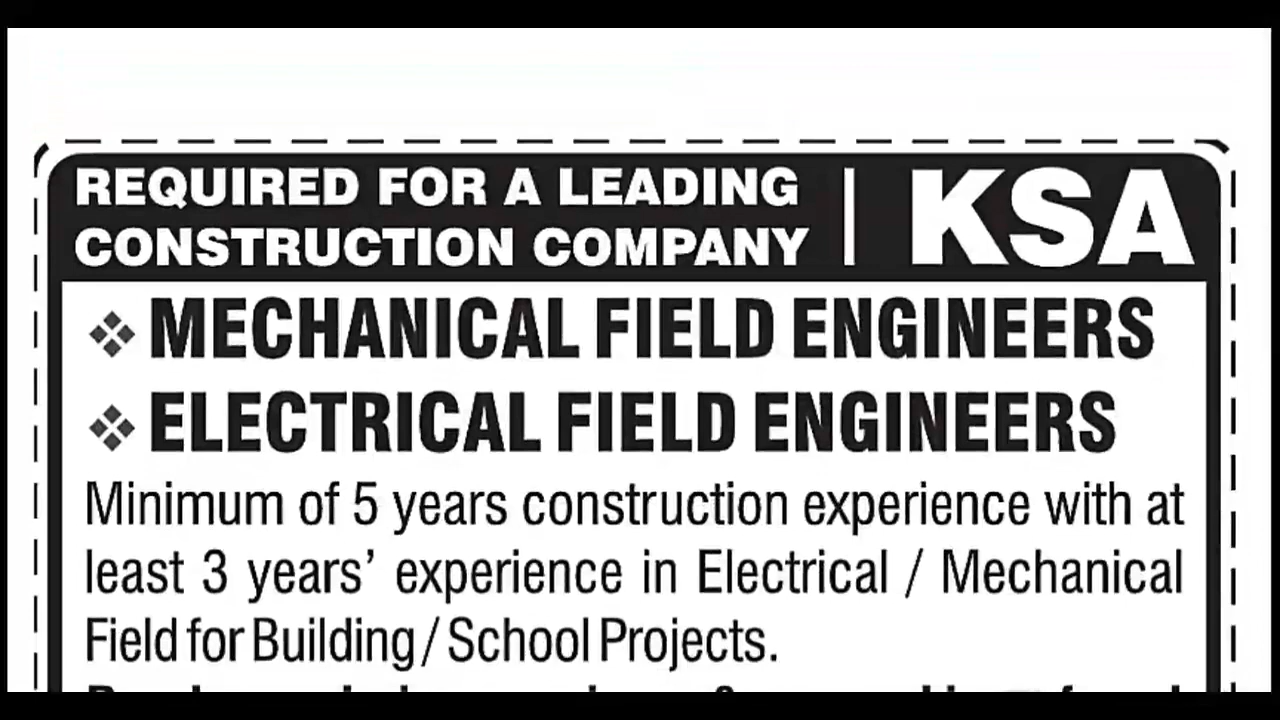 REQUIRED FOR A LEADING
CONSTRUCTION COMPANY
KSA
❖ MECHANICAL FIELD ENGINEERS
❖ ELECTRICAL FIELD ENGINEERS
Minimum of 5 years construction experience with at
least 3 years’ experience in Electrical / Mechanical
Field for Building / School Projects.